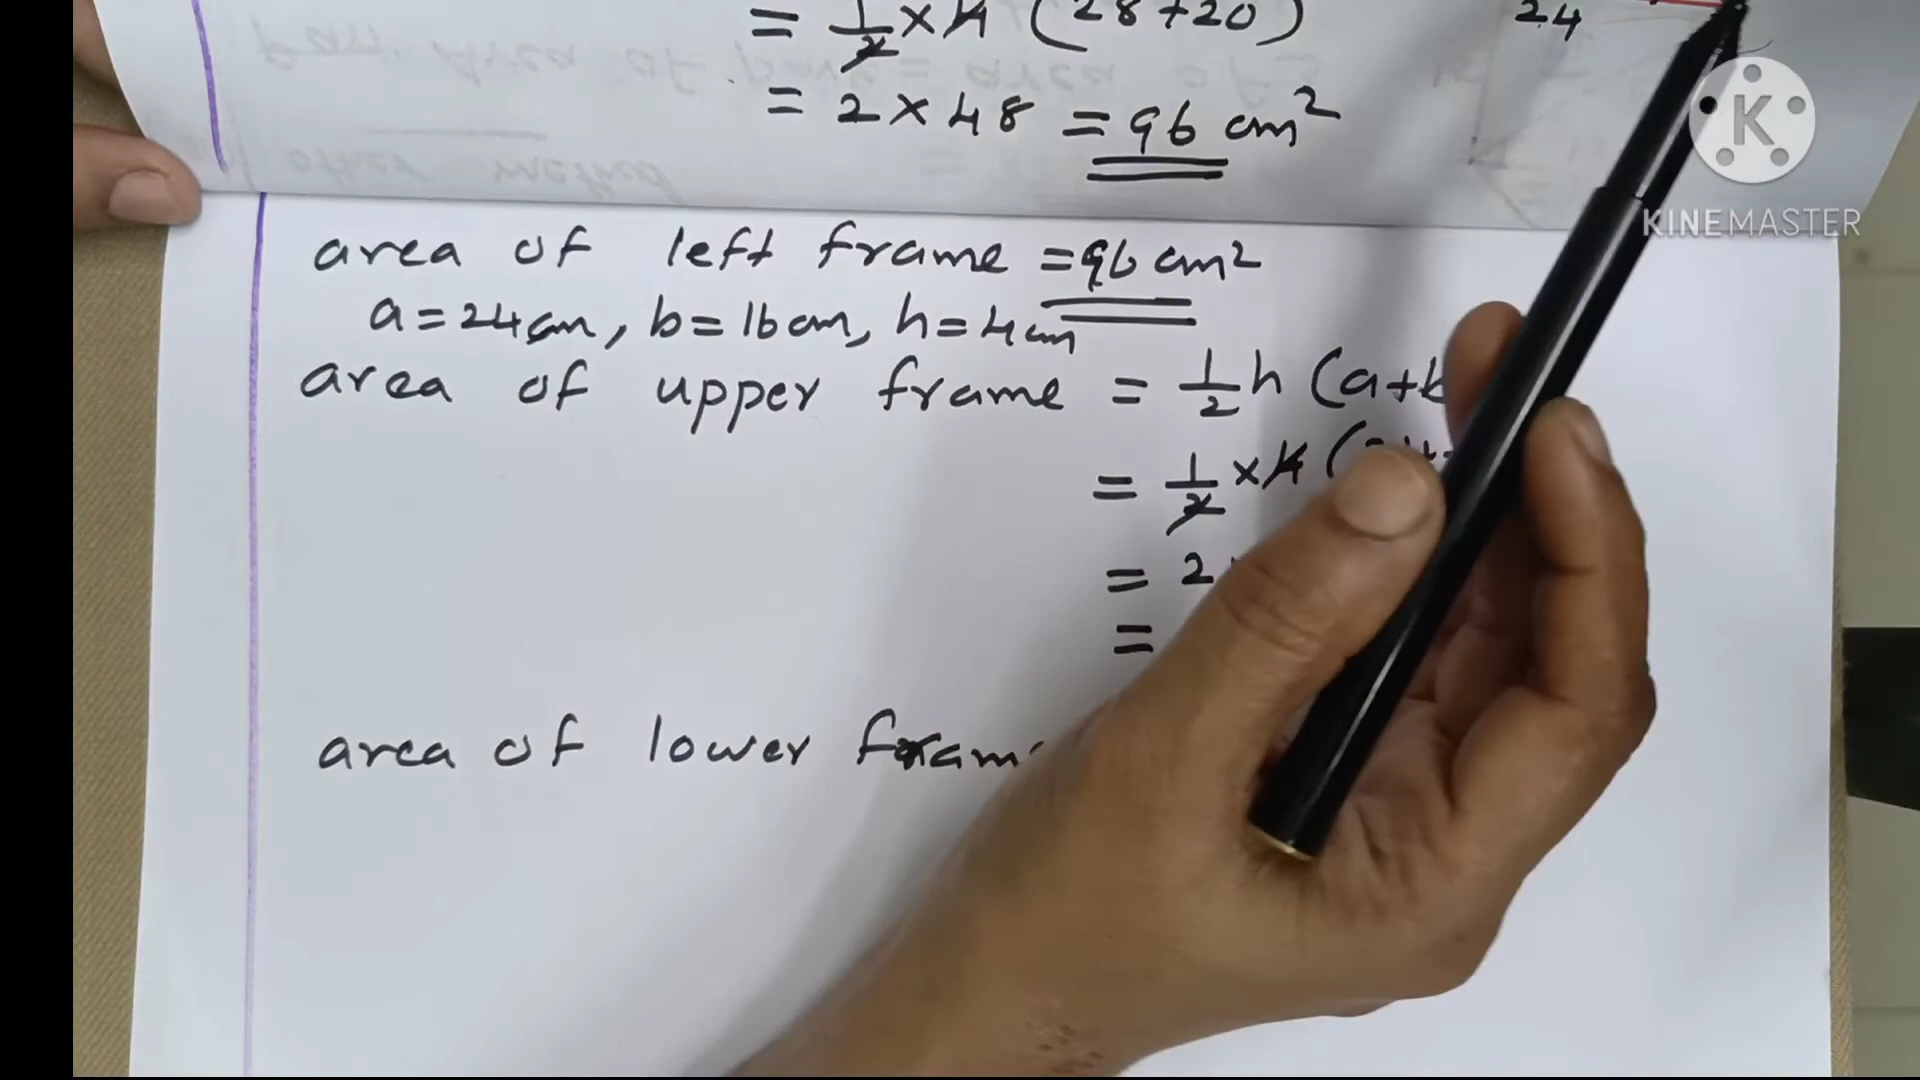 = 1/2 × 4 (28+20)
24
= 2 × 48 = 96 cm²
K
KINEMASTER
area of left frame = 96 cm²
a = 24 cm, b = 16 cm, h = 4 cm
area of upper frame = 1/2 h (a+b
= 1/2 × 4 (
= 2
=
area of lower frame